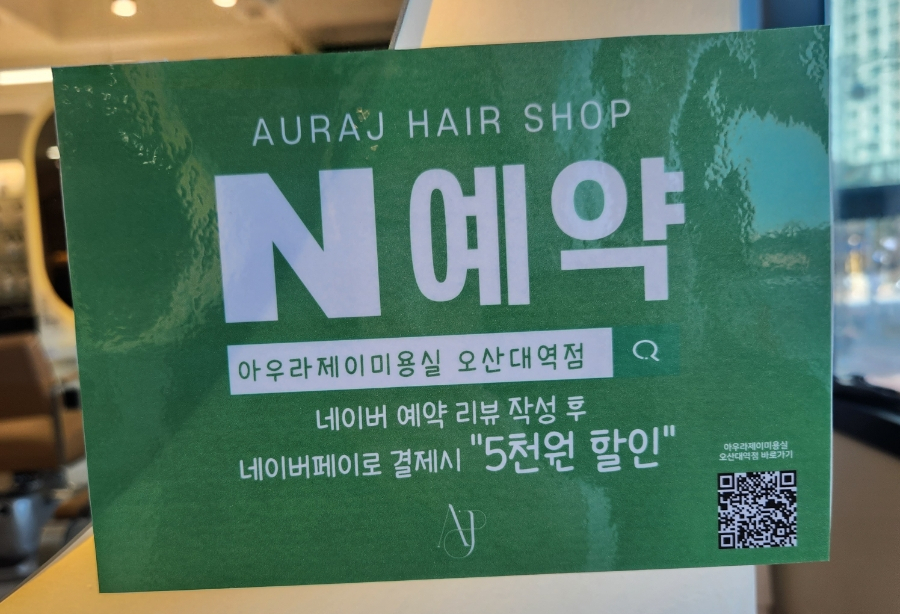 AURAJ HAIR SHOP
N예약
아우라제이미용실 오산대역점
네이버 예약 리뷰 작성 후
네이버페이로 결제시 "5천원 할인"
아우라제이미용실
오산대역점 바로가기
AJ